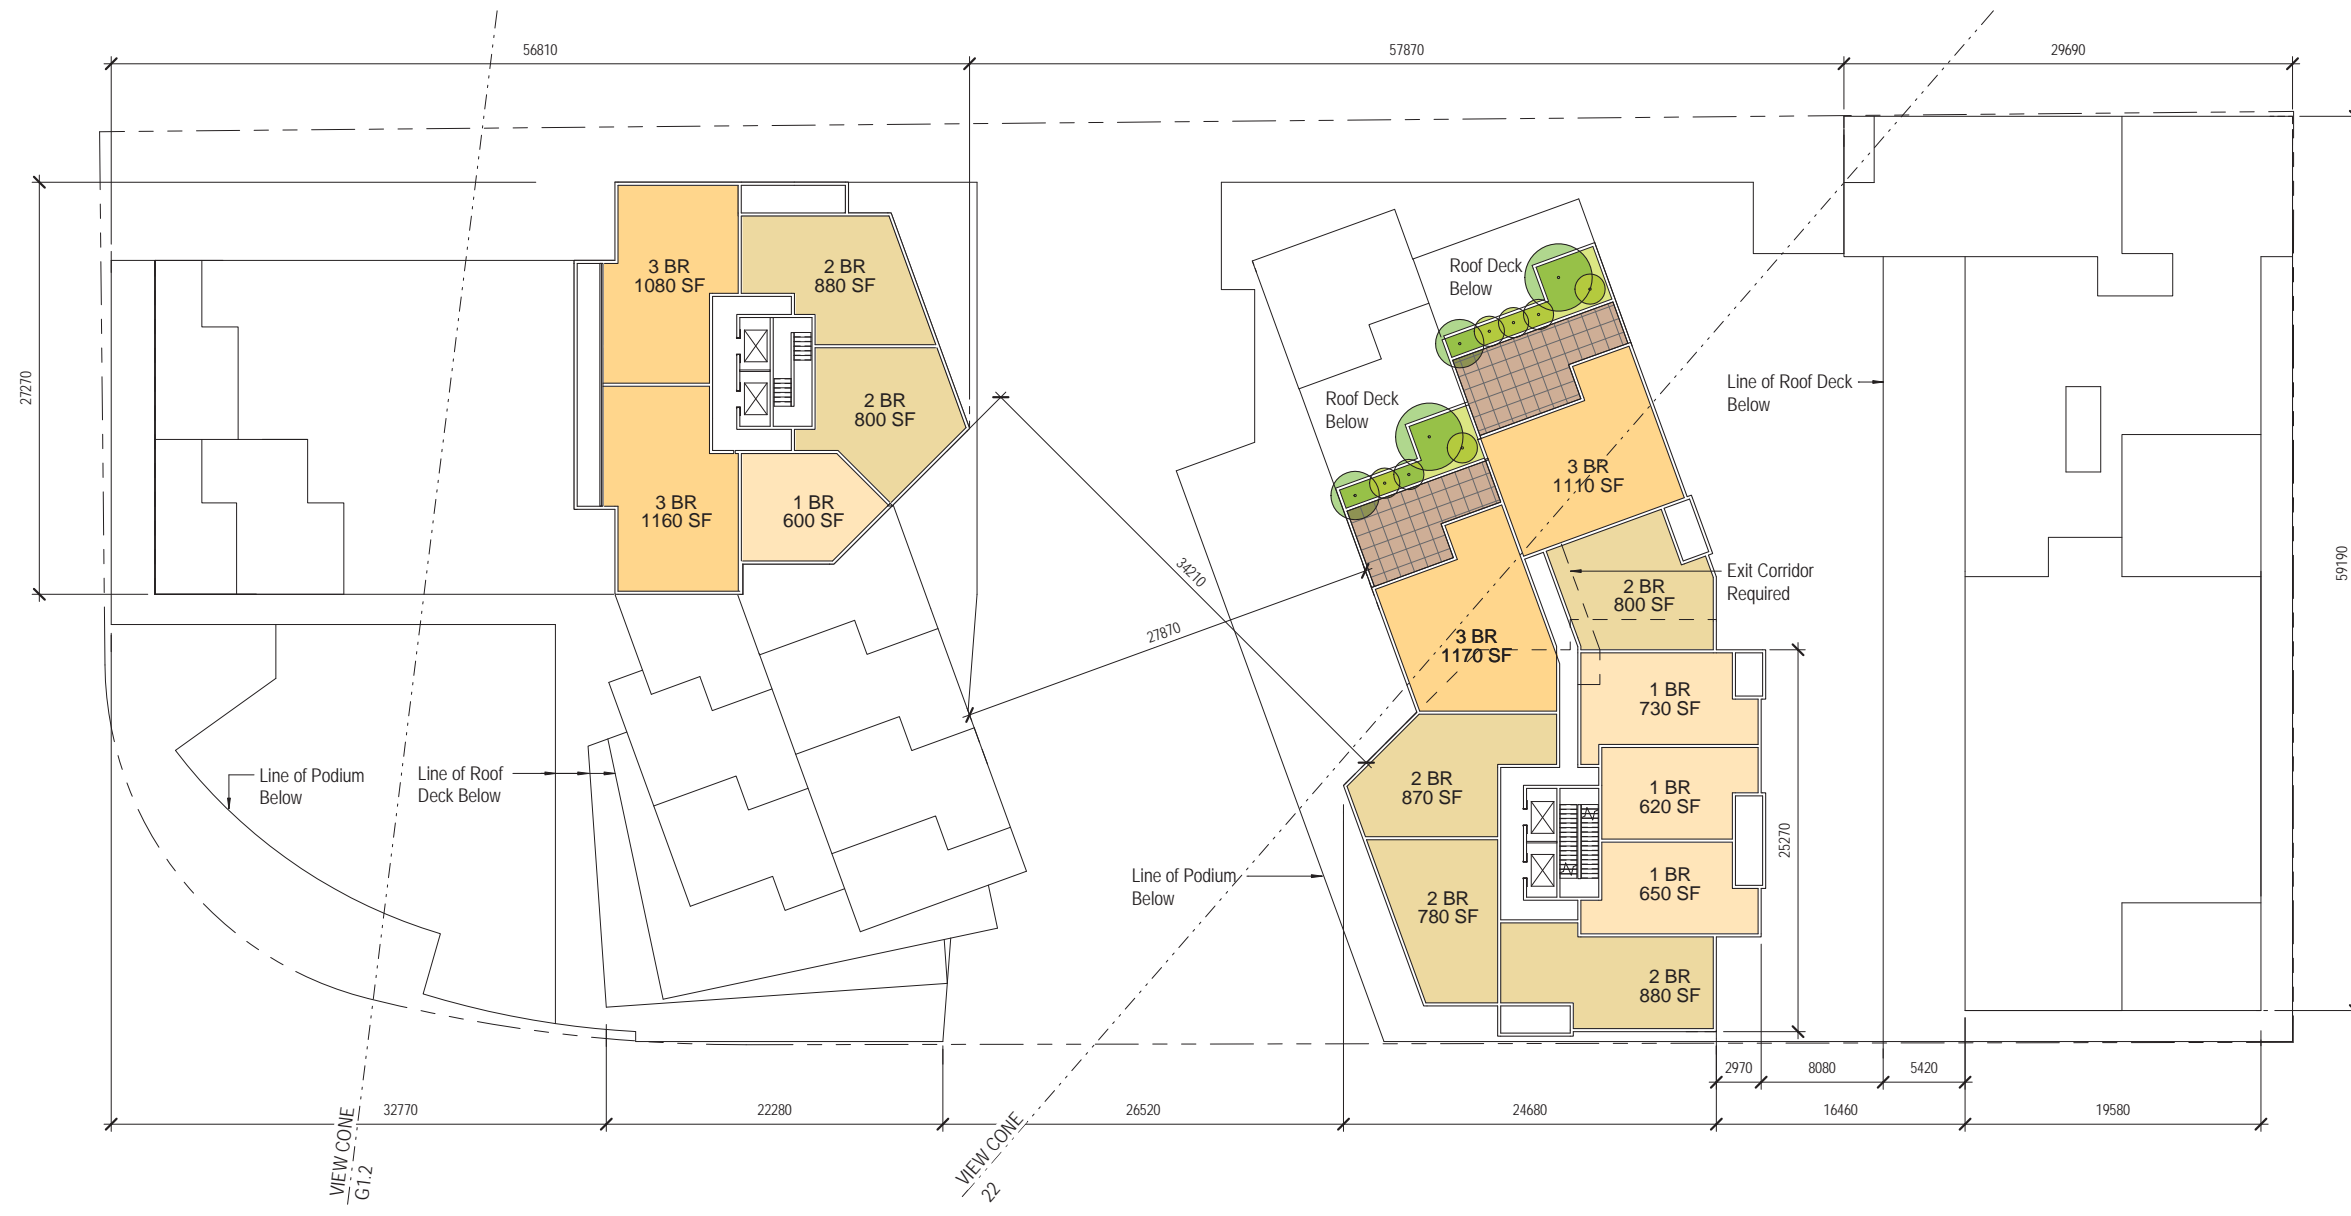 56810
57870
29690
27270
3 BR
1080 SF
2 BR
880 SF
2 BR
800 SF
3 BR
1160 SF
1 BR
600 SF
Roof Deck
Below
Roof Deck
Below
Line of Roof Deck
Below
3 BR
1110 SF
Exit Corridor
Required
2 BR
800 SF
59190
34210
27870
3 BR
1170 SF
1 BR
730 SF
Line of Podium
Below
Line of Roof
Deck Below
2 BR
870 SF
1 BR
620 SF
25270
Line of Podium
Below
1 BR
650 SF
2 BR
780 SF
2 BR
880 SF
2970
8080
5420
32770
22280
26520
24680
16460
19580
VIEW CONE
G1.2
VIEW CONE
22